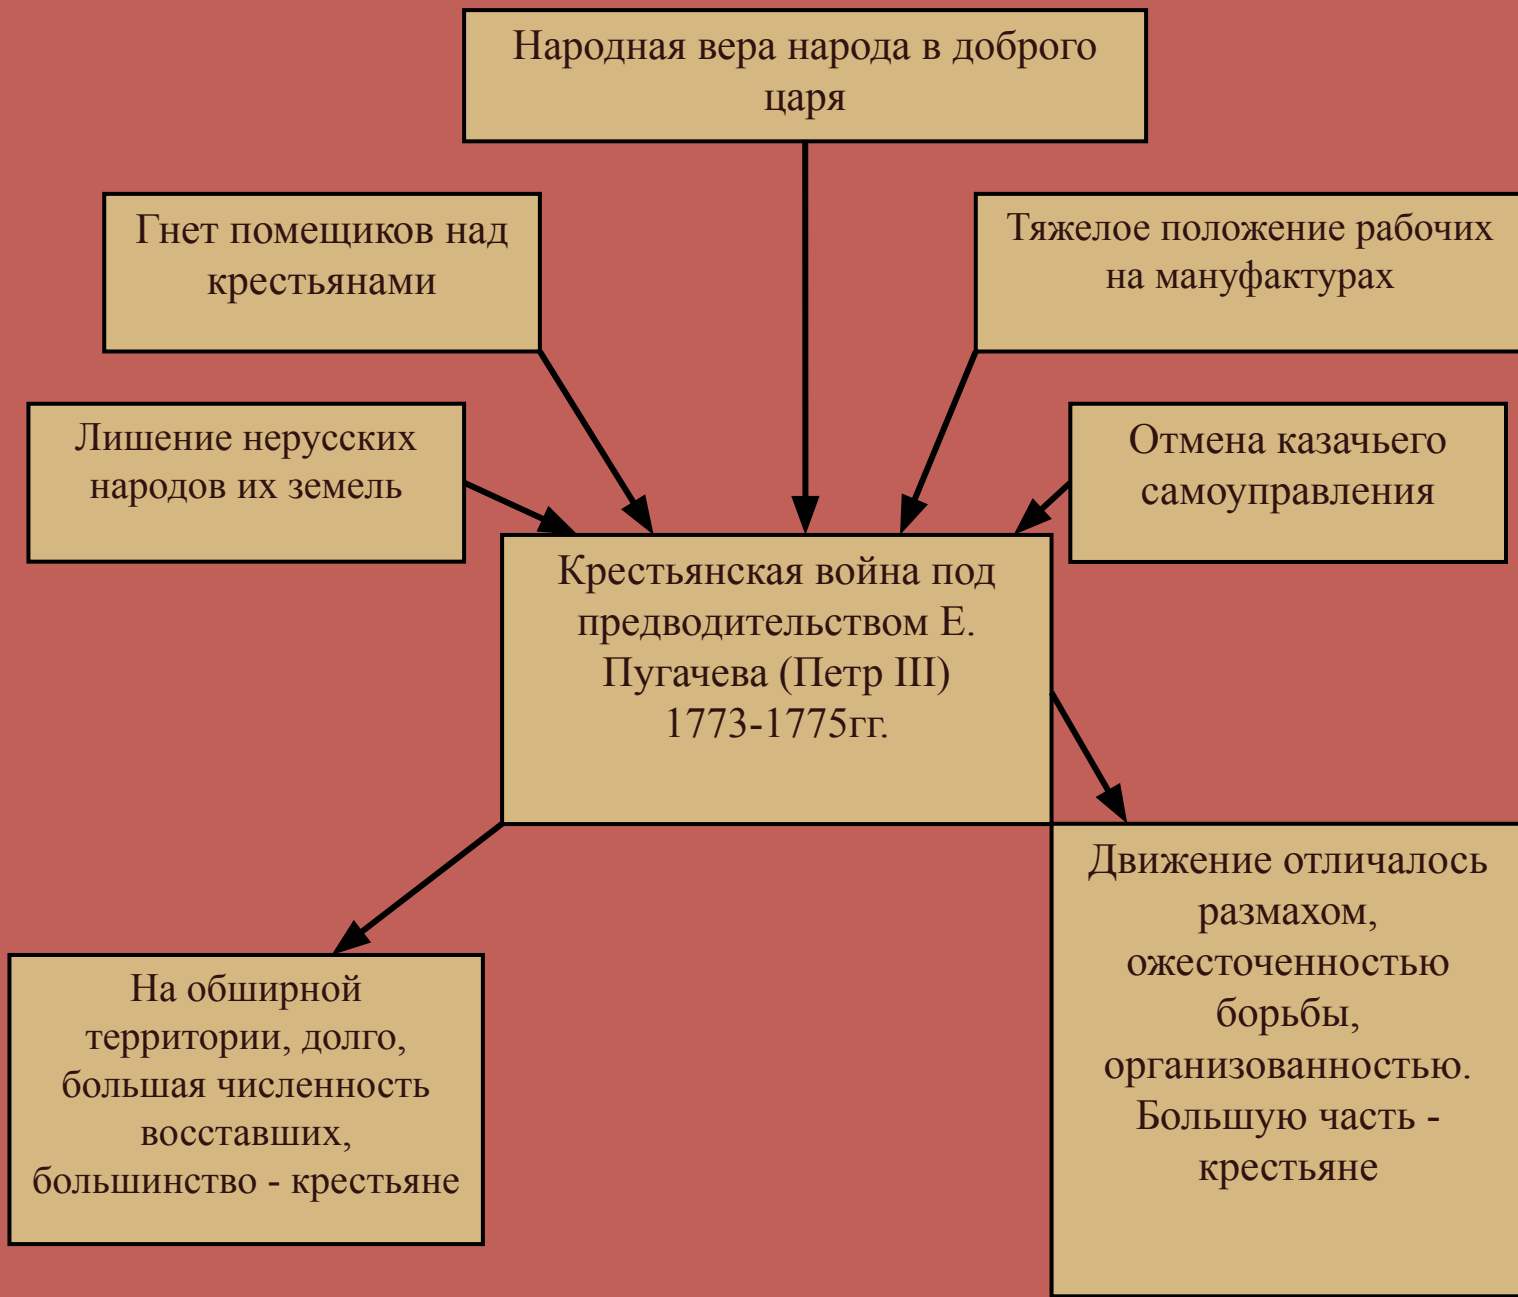 Народная вера народа в доброго
царя
Гнет помещиков над
крестьянами
Тяжелое положение рабочих
на мануфактурах
Лишение нерусских
народов их земель
Отмена казачьего
самоуправления
Крестьянская война под
предводительством Е.
Пугачева (Петр III)
1773-1775гг.
Движение отличалось
размахом,
ожесточенностью
борьбы,
организованностью.
Большую часть -
крестьяне
На обширной
территории, долго,
большая численность
восставших,
большинство - крестьяне